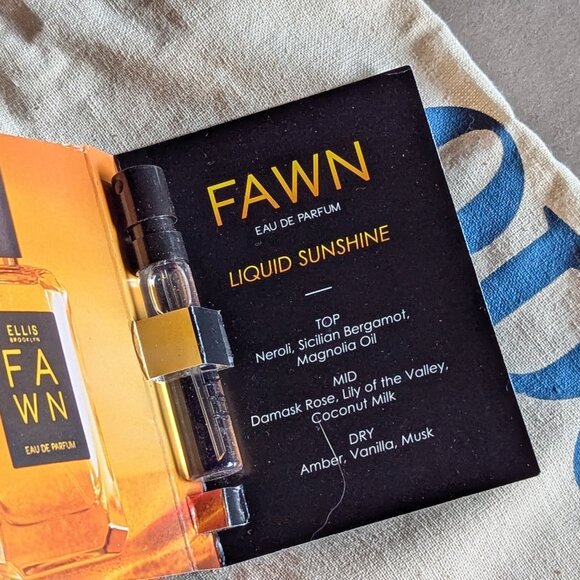 ELLIS
BROOKLYN
FA
WN
EAU DE PARFUM
FAWN
EAU DE PARFUM
LIQUID SUNSHINE
TOP
Neroli, Sicilian Bergamot,
Magnolia Oil
MID
Damask Rose, Lily of the Valley,
Coconut Milk
DRY
Amber, Vanilla, Musk